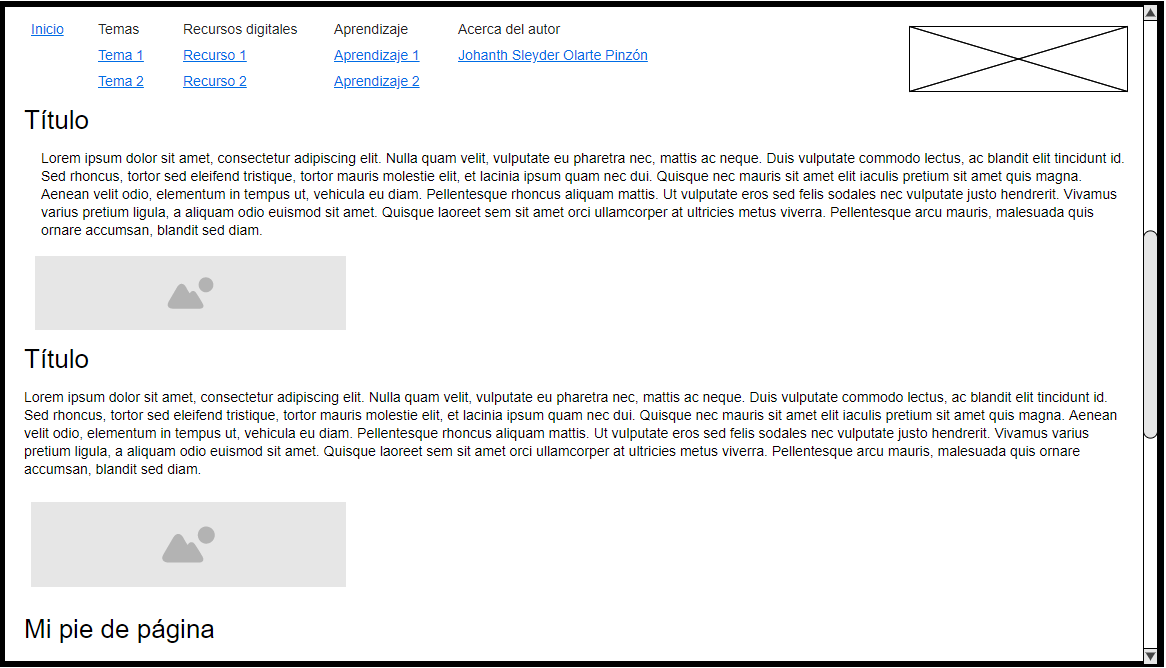 Inicio Temas Recursos digitales Aprendizaje Acerca del autor
Tema 1 Recurso 1 Aprendizaje 1 Johanth Sleyder Olarte Pinzón
Tema 2 Recurso 2 Aprendizaje 2
Título
Lorem ipsum dolor sit amet, consectetur adipiscing elit. Nulla quam velit, vulputate eu pharetra nec, mattis ac neque. Duis vulputate commodo lectus, ac blandit elit tincidunt id.
Sed rhoncus, tortor sed eleifend tristique, tortor mauris molestie elit, et lacinia ipsum quam nec dui. Quisque nec mauris sit amet elit iaculis pretium sit amet quis magna.
Aenean velit odio, elementum in tempus ut, vehicula eu diam. Pellentesque rhoncus aliquam mattis. Ut vulputate eros sed felis sodales nec vulputate justo hendrerit. Vivamus
varius pretium ligula, a aliquam odio euismod sit amet. Quisque laoreet sem sit amet orci ullamcorper at ultricies metus viverra. Pellentesque arcu mauris, malesuada quis
ornare accumsan, blandit sed diam.
Título
Lorem ipsum dolor sit amet, consectetur adipiscing elit. Nulla quam velit, vulputate eu pharetra nec, mattis ac neque. Duis vulputate commodo lectus, ac blandit elit tincidunt id.
Sed rhoncus, tortor sed eleifend tristique, tortor mauris molestie elit, et lacinia ipsum quam nec dui. Quisque nec mauris sit amet elit iaculis pretium sit amet quis magna. Aenean
velit odio, elementum in tempus ut, vehicula eu diam. Pellentesque rhoncus aliquam mattis. Ut vulputate eros sed felis sodales nec vulputate justo hendrerit. Vivamus varius
pretium ligula, a aliquam odio euismod sit amet. Quisque laoreet sem sit amet orci ullamcorper at ultricies metus viverra. Pellentesque arcu mauris, malesuada quis ornare
accumsan, blandit sed diam.
Mi pie de página